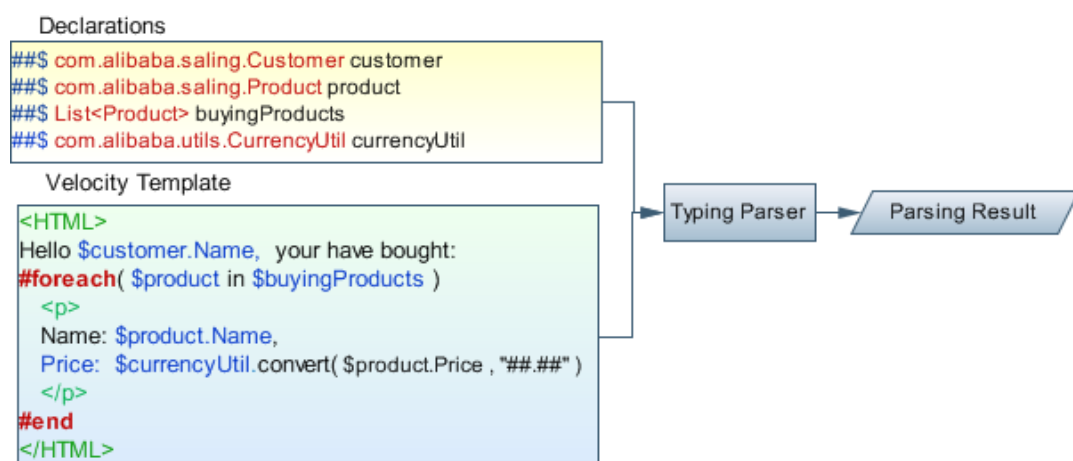 Declarations
##$ com.alibaba.saling.Customer customer
##$ com.alibaba.saling.Product product
##$ List<Product> buyingProducts
##$ com.alibaba.utils.CurrencyUtil currencyUtil
Velocity Template
<HTML>
Hello $customer.Name,  your have bought:
#foreach( $product in $buyingProducts )
<p>
Name: $product.Name,
Price:  $currencyUtil.convert( $product.Price , "##.##" )
</p>
#end
</HTML>
Typing Parser
Parsing Result